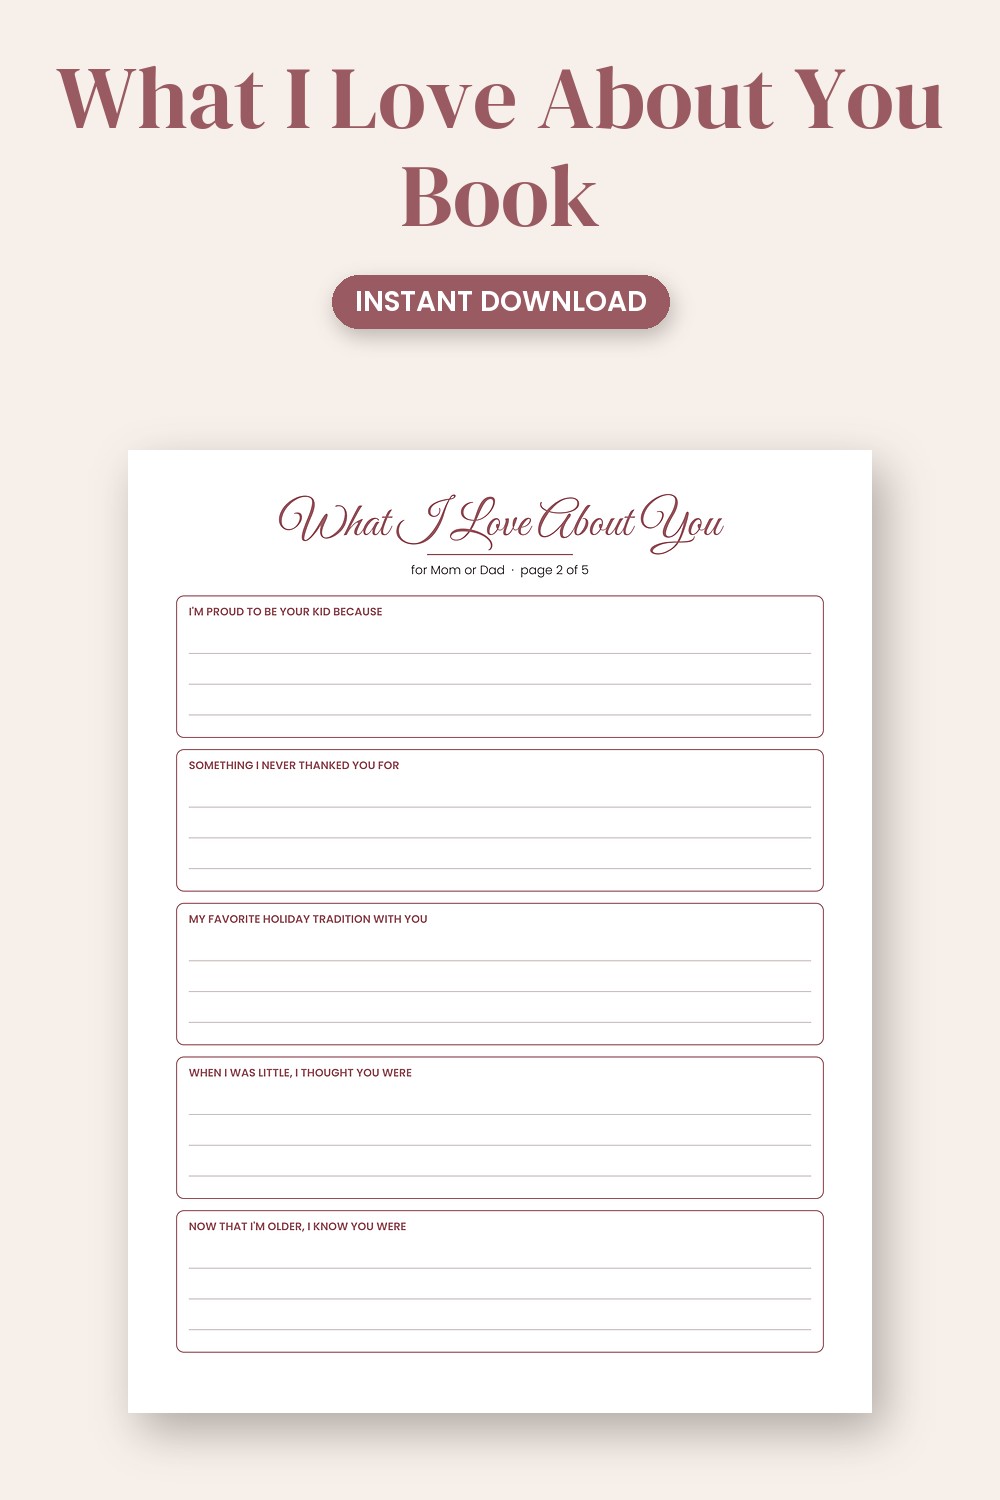 What I Love About You
Book
INSTANT DOWNLOAD
What I Love About You
for Mom or Dad · page 2 of 5
I'M PROUD TO BE YOUR KID BECAUSE
SOMETHING I NEVER THANKED YOU FOR
MY FAVORITE HOLIDAY TRADITION WITH YOU
WHEN I WAS LITTLE, I THOUGHT YOU WERE
NOW THAT I'M OLDER, I KNOW YOU WERE